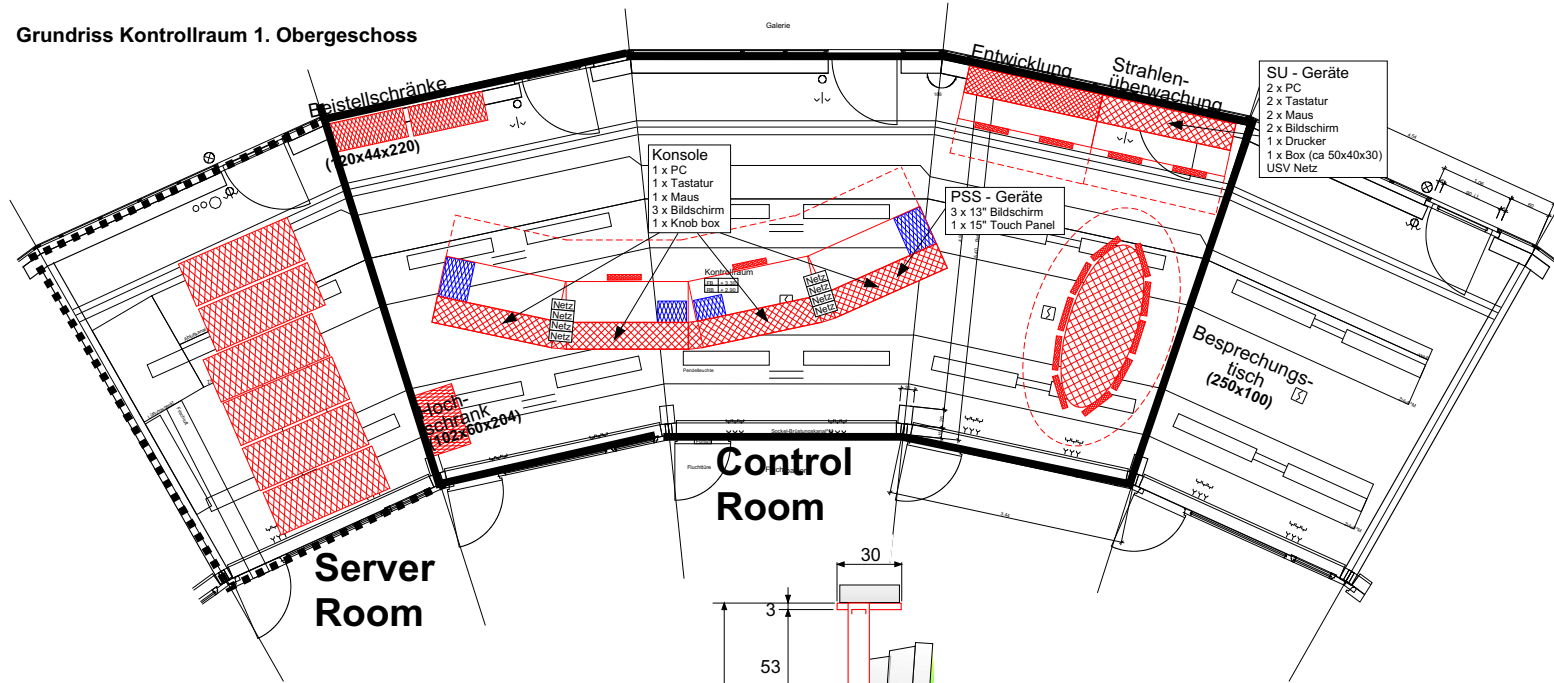 Grundriss Kontrollraum 1. Obergeschoss
Galerie
Beistellschränke
(120x44x220)
Entwicklung
Strahlen-
überwachung
SU - Geräte
2 x PC
2 x Tastatur
2 x Maus
2 x Bildschirm
1 x Drucker
1 x Box (ca 50x40x30)
USV Netz
Konsole
1 x PC
1 x Tastatur
1 x Maus
3 x Bildschirm
1 x Knob box
PSS - Geräte
3 x 13" Bildschirm
1 x 15" Touch Panel
Kontrollraum
Netz
Netz
Netz
Netz
Netz
Netz
Netz
Netz
Besprechungs-
tisch
(250x100)
Hoch-
schrank
(102x60x204)
Pendelleuchte
Fluchttüre
Control
Room
Server
Room
30
3
53